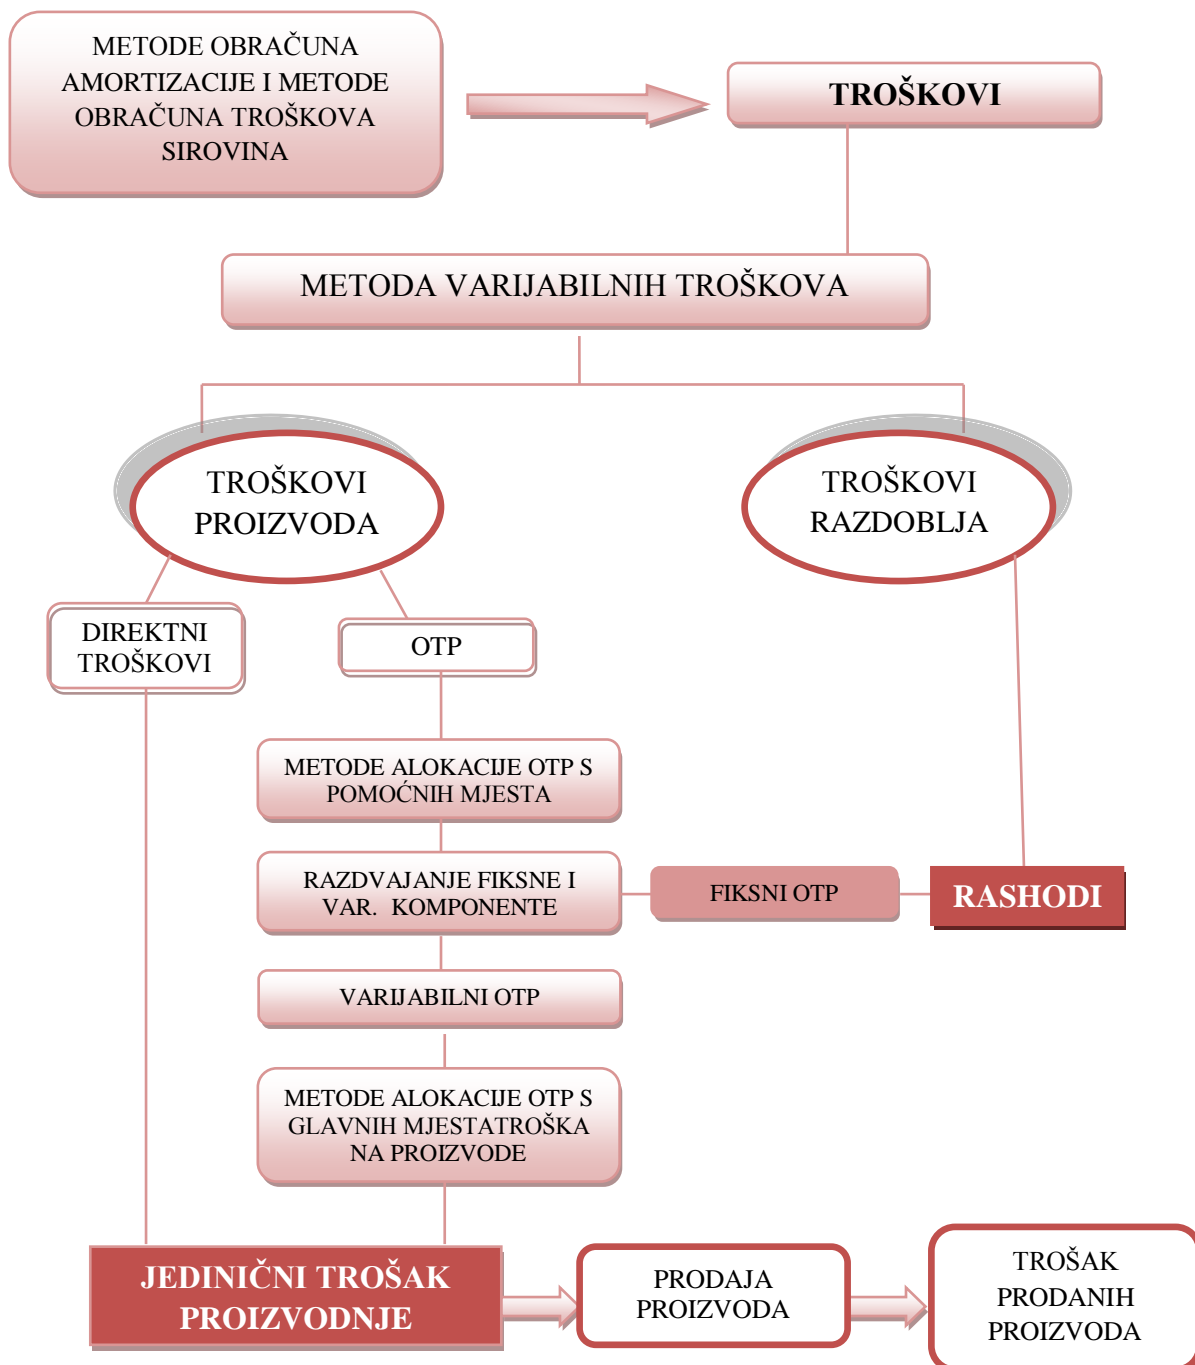 METODE OBRAČUNA
AMORTIZACIJE I METODE
OBRAČUNA TROŠKOVA
SIROVINA
TROŠKOVI
METODA VARIJABILNIH TROŠKOVA
TROŠKOVI
PROIZVODA
TROŠKOVI
RAZDOBLJA
DIREKTNI
TROŠKOVI
OTP
METODE ALOKACIJE OTP S
POMOĆNIH MJESTA
RAZDVAJANJE FIKSNE I
VAR. KOMPONENTE
FIKSNI OTP
RASHODI
VARIJABILNI OTP
METODE ALOKACIJE OTP S
GLAVNIH MJESTATROŠKA
NA PROIZVODE
JEDINIČNI TROŠAK
PROIZVODNJE
PRODAJA
PROIZVODA
TROŠAK
PRODANIH
PROIZVODA